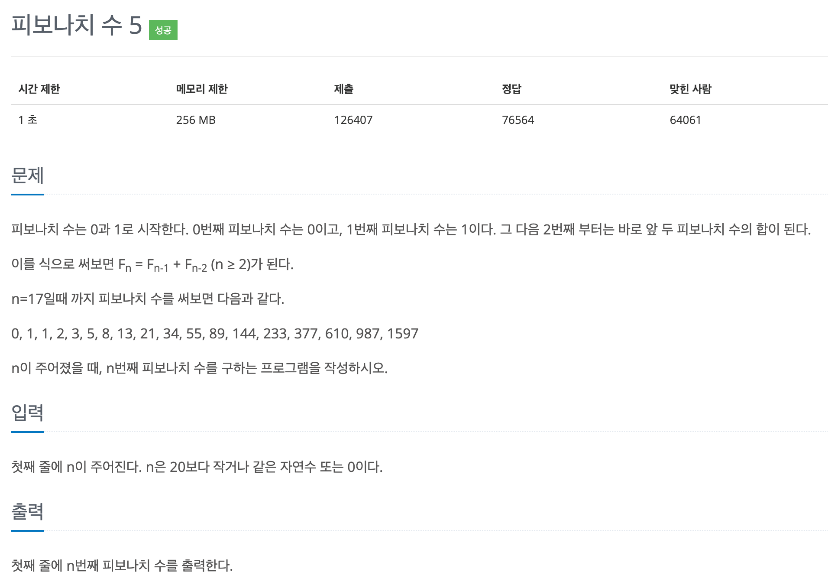 피보나치 수 5 성공
시간 제한 메모리 제한 제출 정답 맞힌 사람
1 초 256 MB 126407 76564 64061
문제
피보나치 수는 0과 1로 시작한다. 0번째 피보나치 수는 0이고, 1번째 피보나치 수는 1이다. 그 다음 2번째 부터는 바로 앞 두 피보나치 수의 합이 된다.
이를 식으로 써보면 Fn = Fn-1 + Fn-2 (n ≥ 2)가 된다.
n=17일때 까지 피보나치 수를 써보면 다음과 같다.
0, 1, 1, 2, 3, 5, 8, 13, 21, 34, 55, 89, 144, 233, 377, 610, 987, 1597
n이 주어졌을 때, n번째 피보나치 수를 구하는 프로그램을 작성하시오.
입력
첫째 줄에 n이 주어진다. n은 20보다 작거나 같은 자연수 또는 0이다.
출력
첫째 줄에 n번째 피보나치 수를 출력한다.